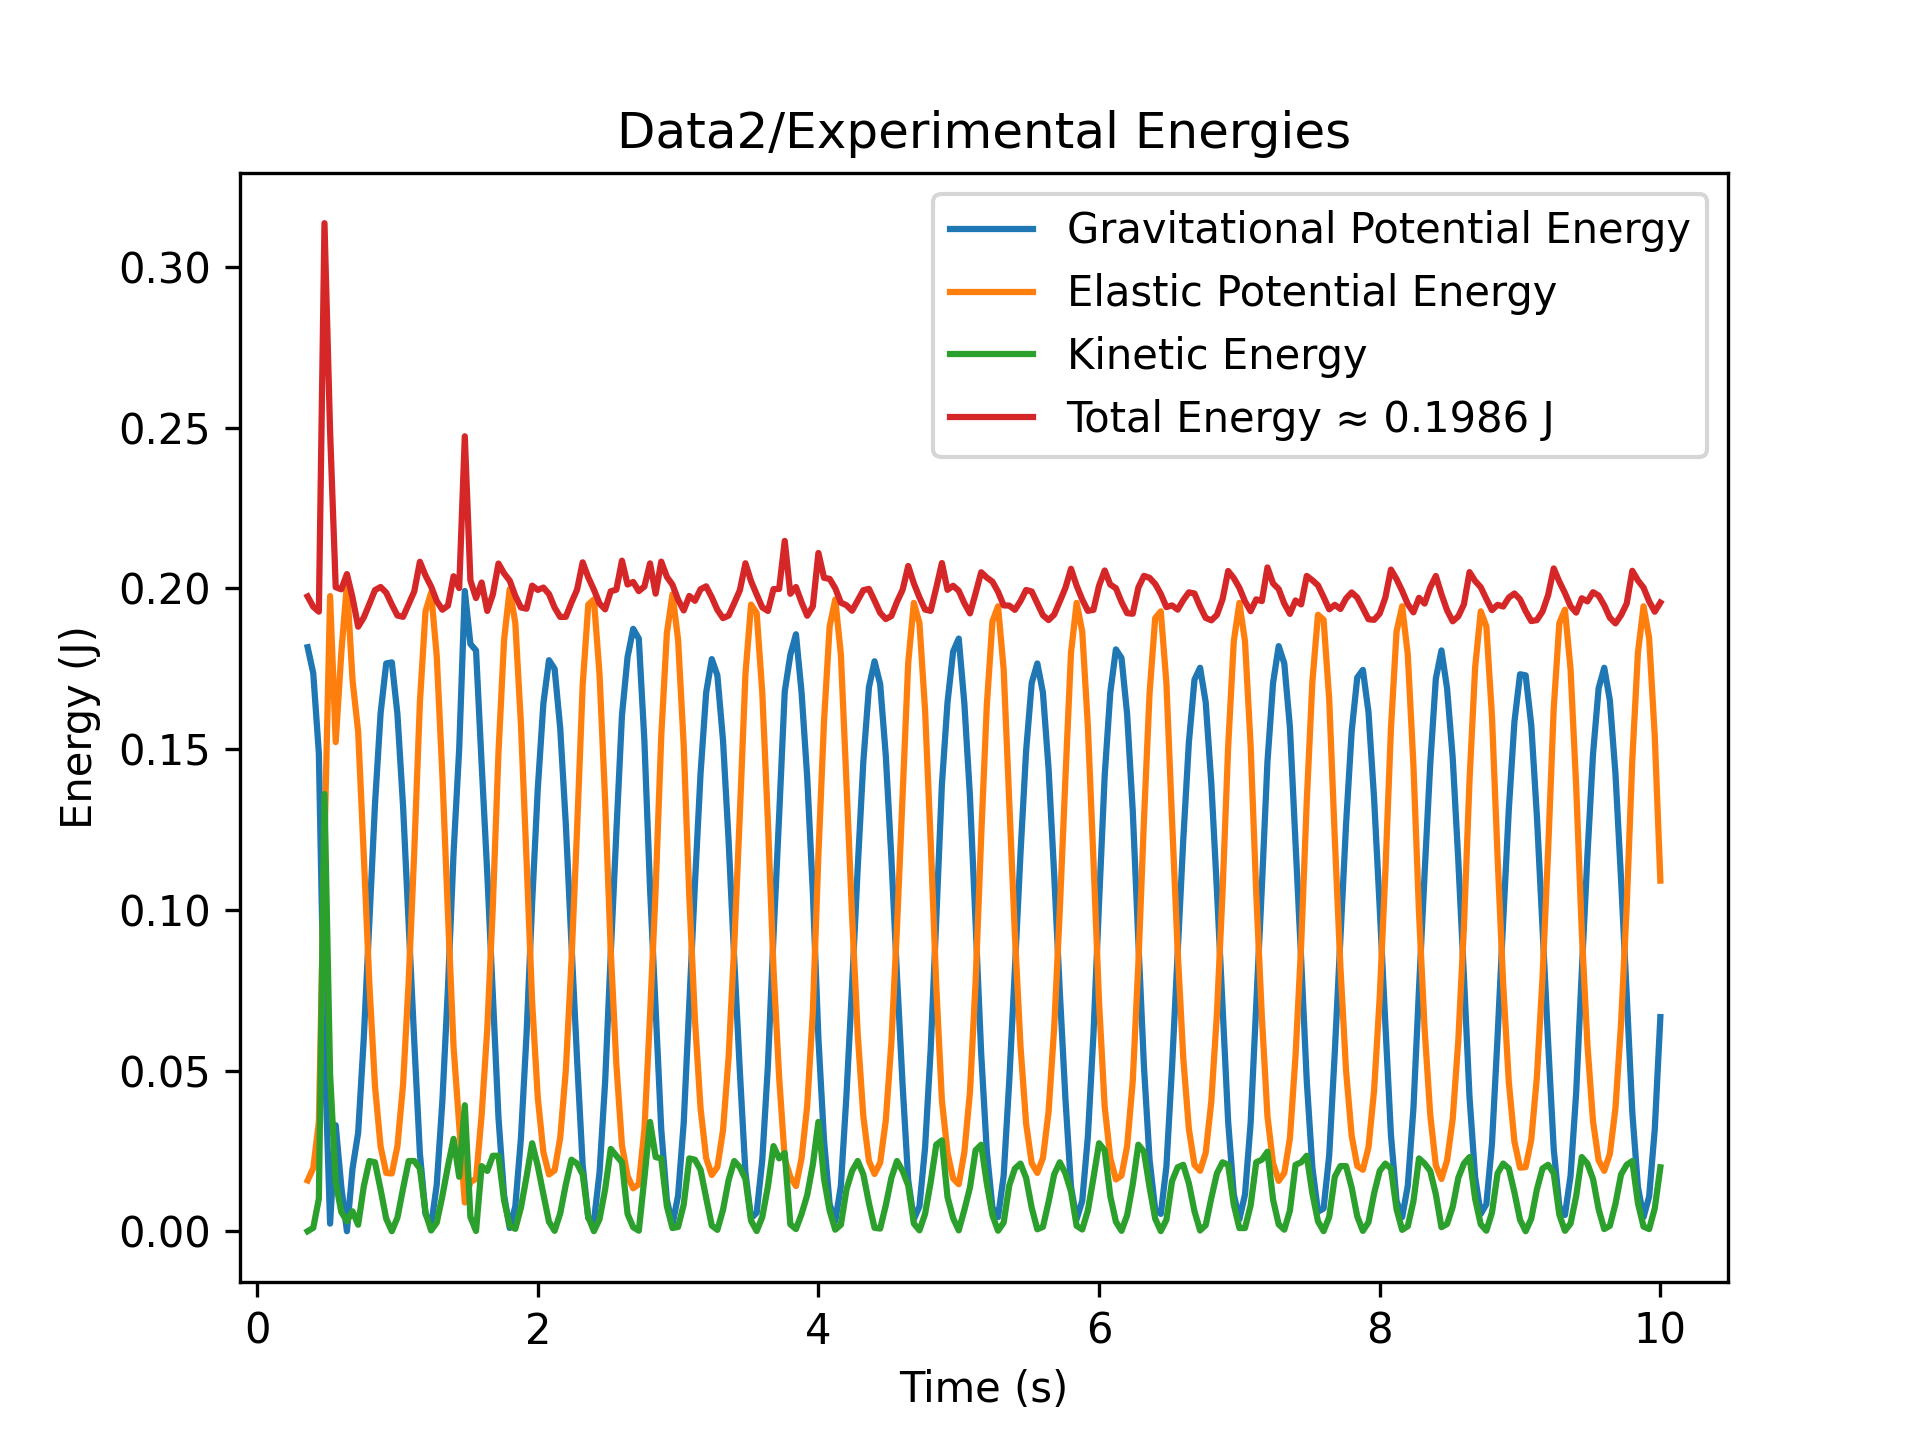 Data2/Experimental Energies
Gravitational Potential Energy
Elastic Potential Energy
Kinetic Energy
Total Energy ≈ 0.1986 J
0.30
0.25
0.20
0.15
0.10
0.05
0.00
Energy (J)
0 2 4 6 8 10
Time (s)